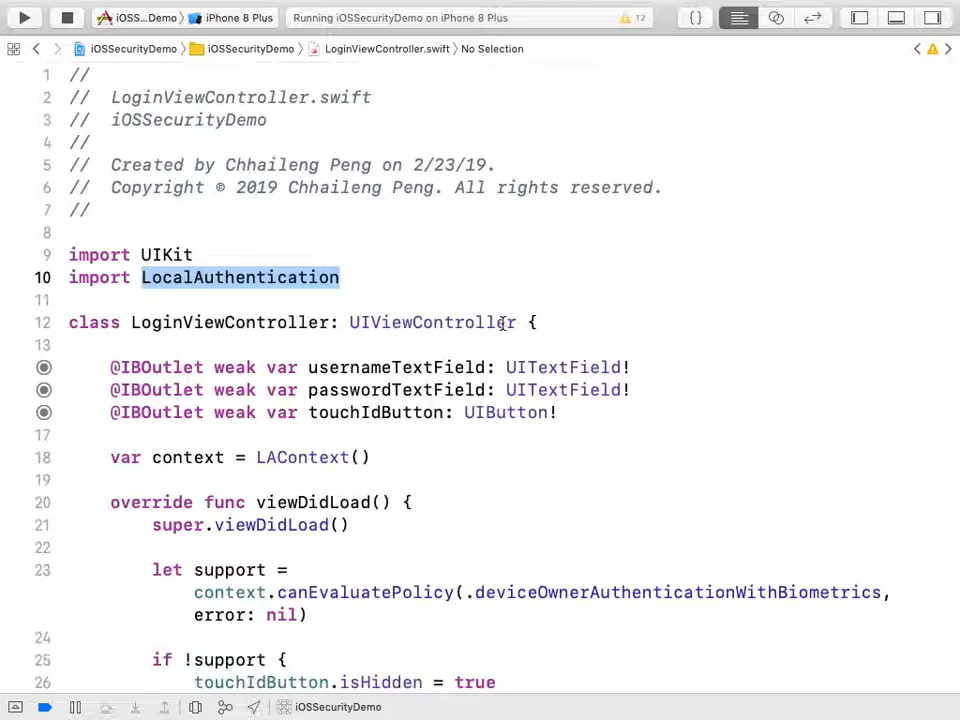 iOSS...Demo iPhone 8 Plus Running iOSSecurityDemo on iPhone 8 Plus 12
iOSSecurityDemo iOSSecurityDemo LoginViewController.swift No Selection
1 //
2 // LoginViewController.swift
3 // iOSSecurityDemo
4 //
5 // Created by Chhaileng Peng on 2/23/19.
6 // Copyright © 2019 Chhaileng Peng. All rights reserved.
7 //
8
9 import UIKit
10 import LocalAuthentication
11
12 class LoginViewController: UIViewController {
13
@IBOutlet weak var usernameTextField: UITextField!
@IBOutlet weak var passwordTextField: UITextField!
@IBOutlet weak var touchIdButton: UIButton!
17
18 var context = LAContext()
19
20 override func viewDidLoad() {
21 super.viewDidLoad()
22
23 let support =
context.canEvaluatePolicy(.deviceOwnerAuthenticationWithBiometrics,
error: nil)
24
25 if !support {
26 touchIdButton.isHidden = true
iOSSecurityDemo